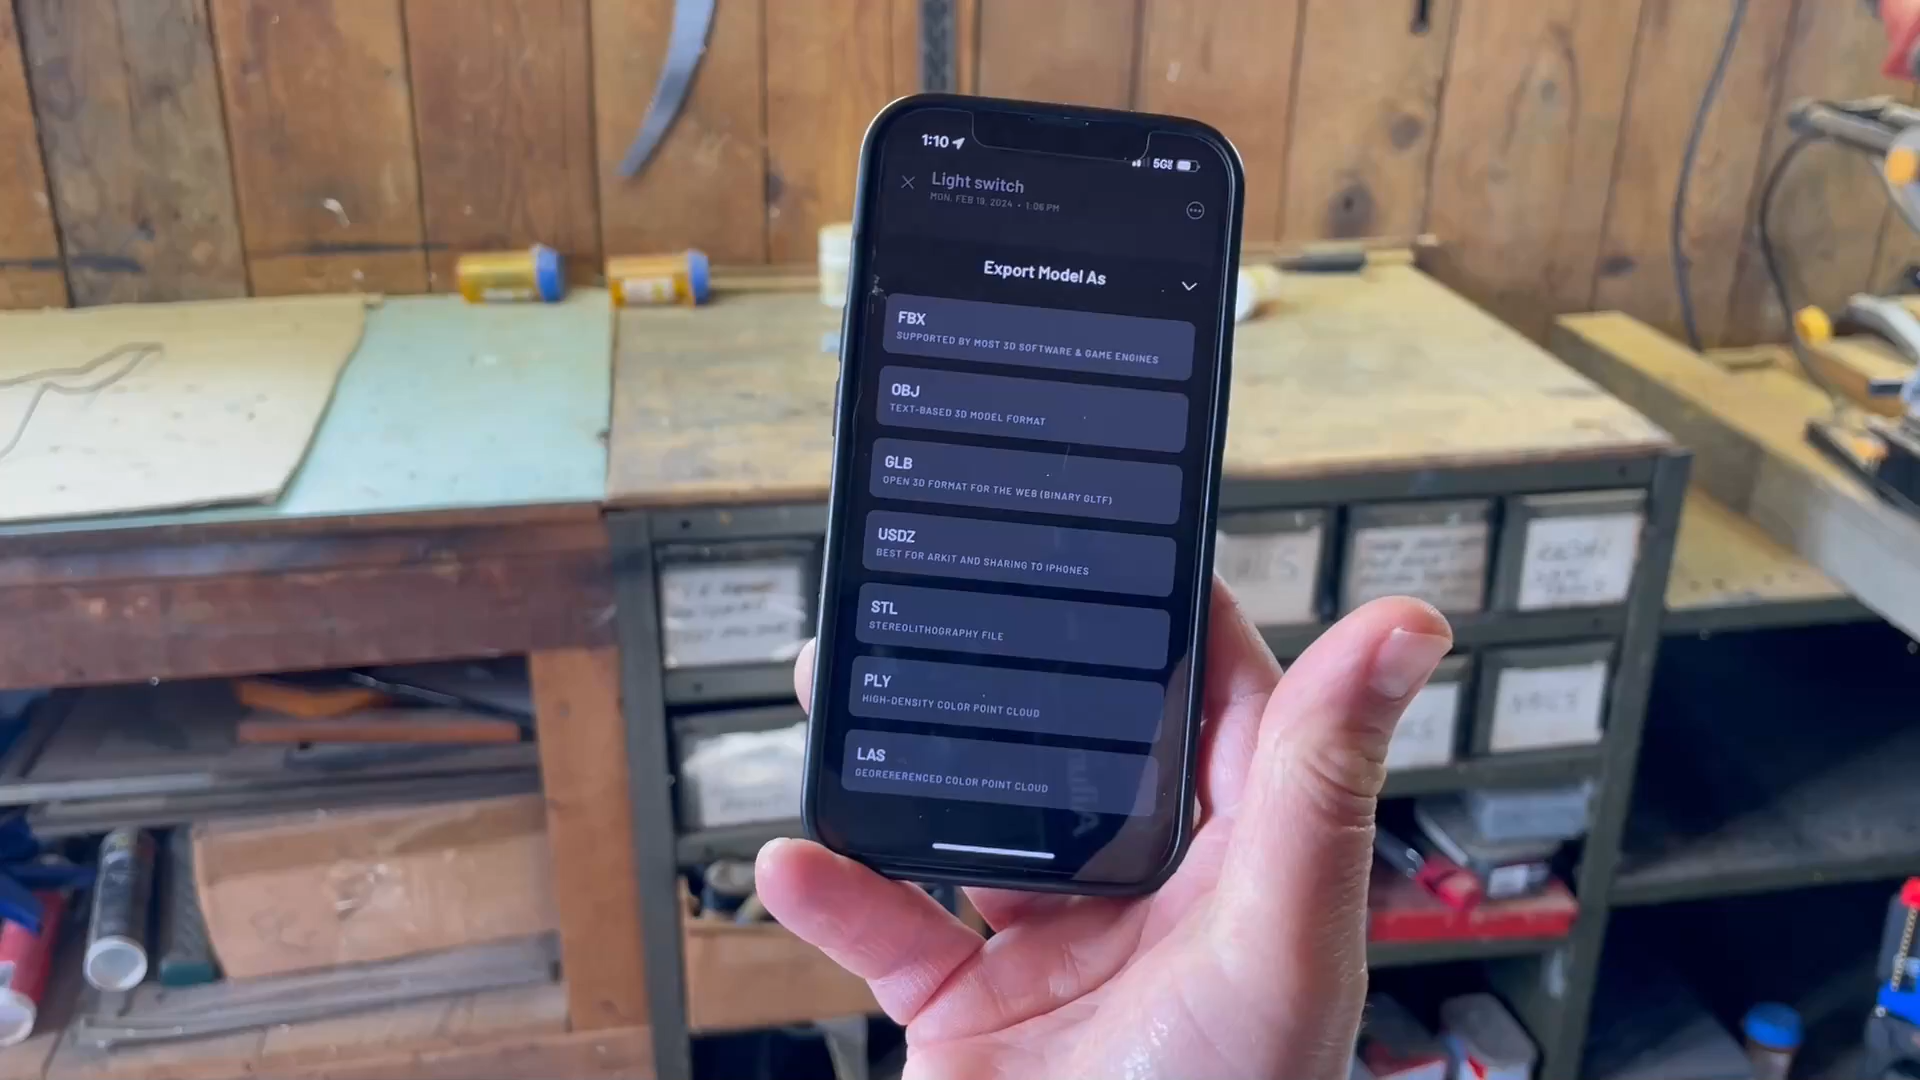 1:10
5G
Light switch
MON, FEB 19, 2024 • 1:06 PM
Export Model As
FBX
SUPPORTED BY MOST 3D SOFTWARE & GAME ENGINES
OBJ
TEXT-BASED 3D MODEL FORMAT
GLB
OPEN 3D FORMAT FOR THE WEB (BINARY GLTF)
USDZ
BEST FOR ARKIT AND SHARING TO IPHONES
STL
STEREOLITHOGRAPHY FILE
PLY
HIGH-DENSITY COLOR POINT CLOUD
LAS
GEOREFERENCED COLOR POINT CLOUD